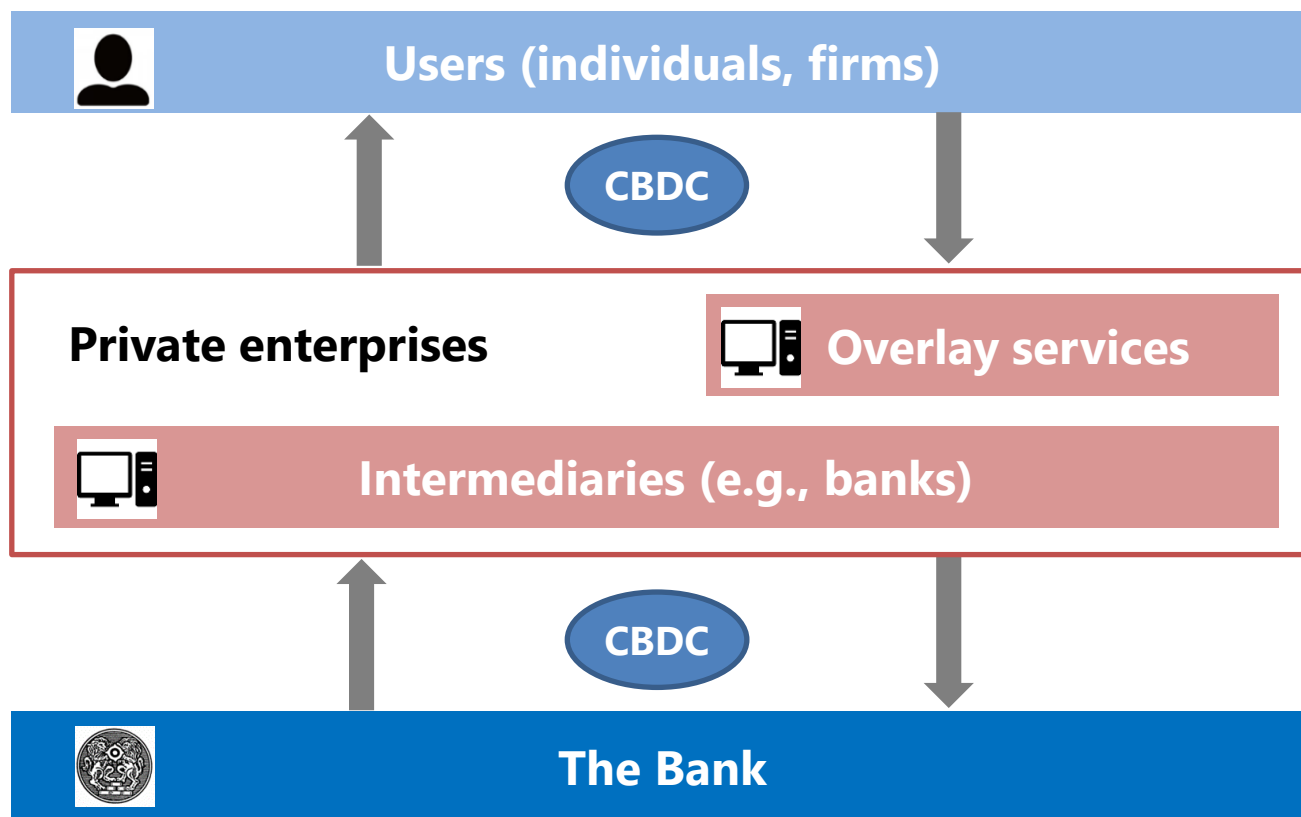 Users (individuals, firms)
CBDC
Private enterprises
Overlay services
Intermediaries (e.g., banks)
CBDC
The Bank